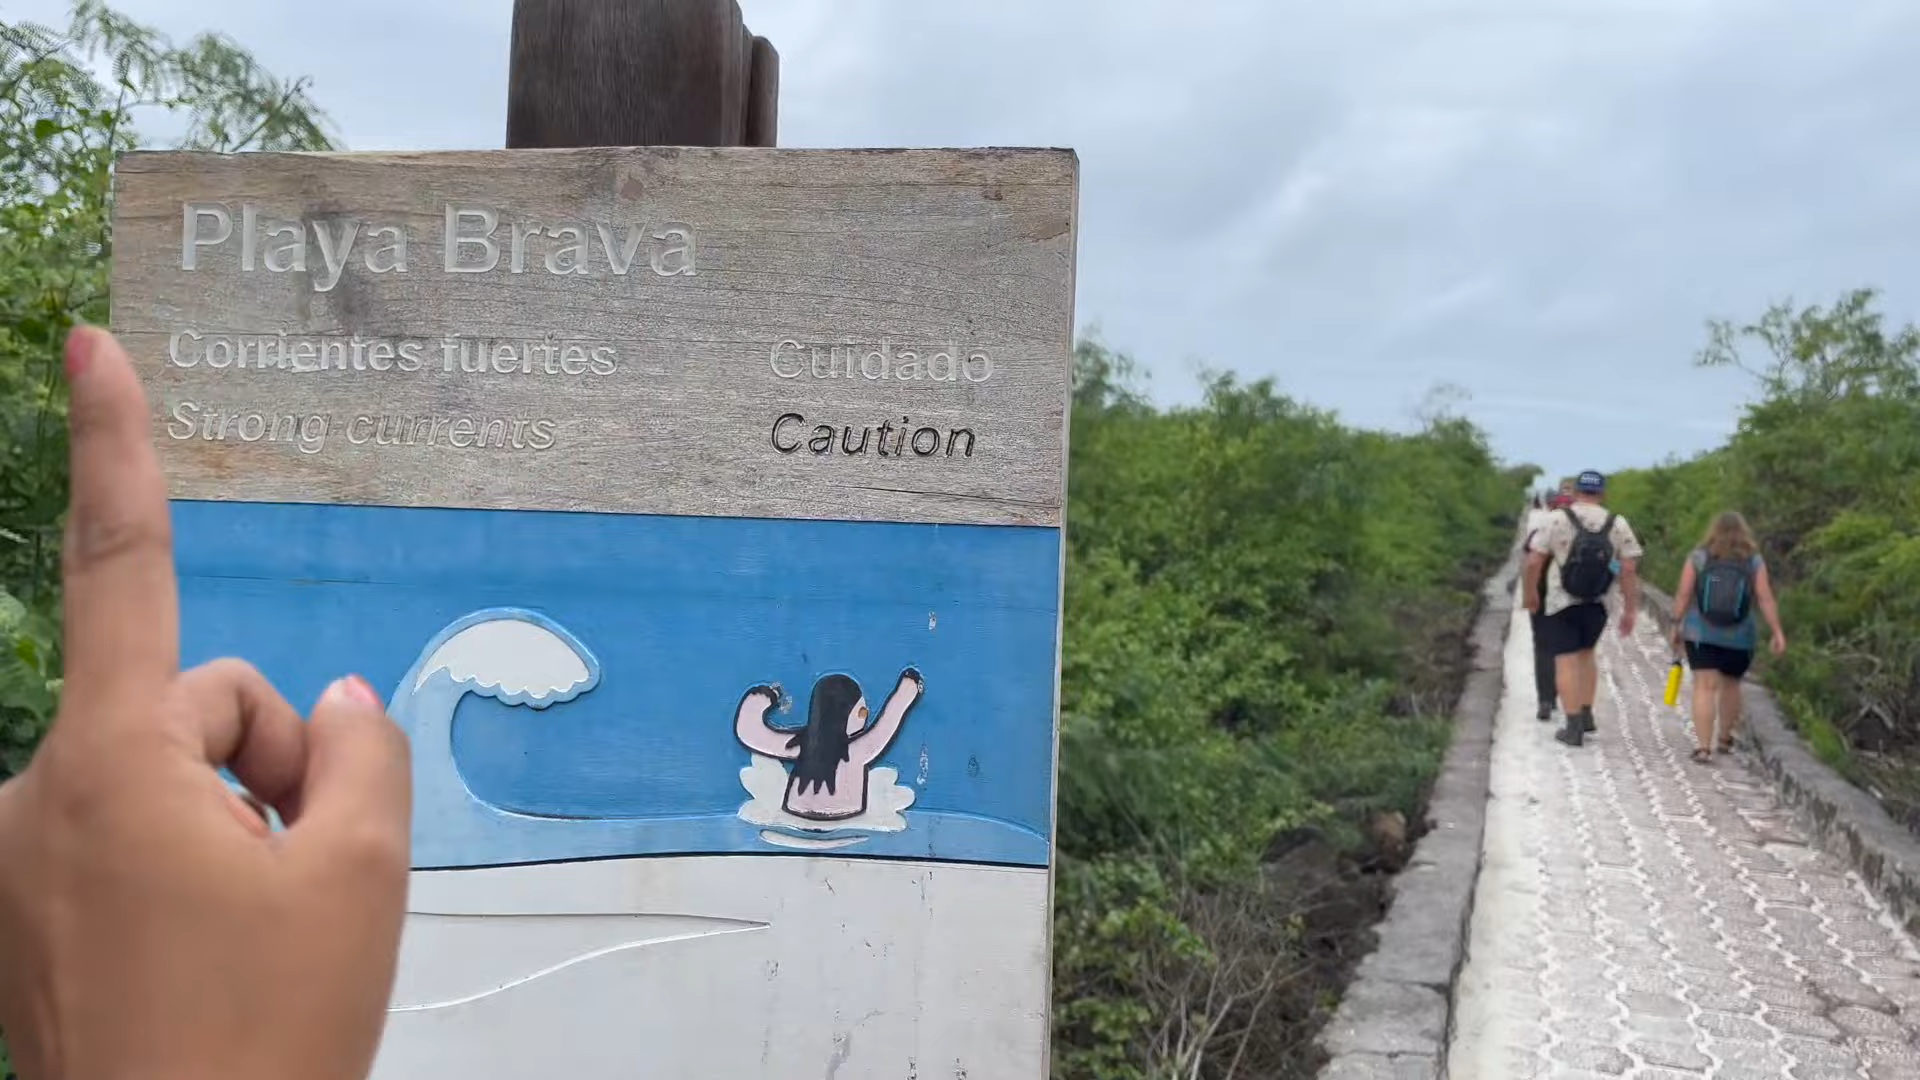 Playa Brava
Corrientes fuertes
Strong currents
Cuidado
Caution